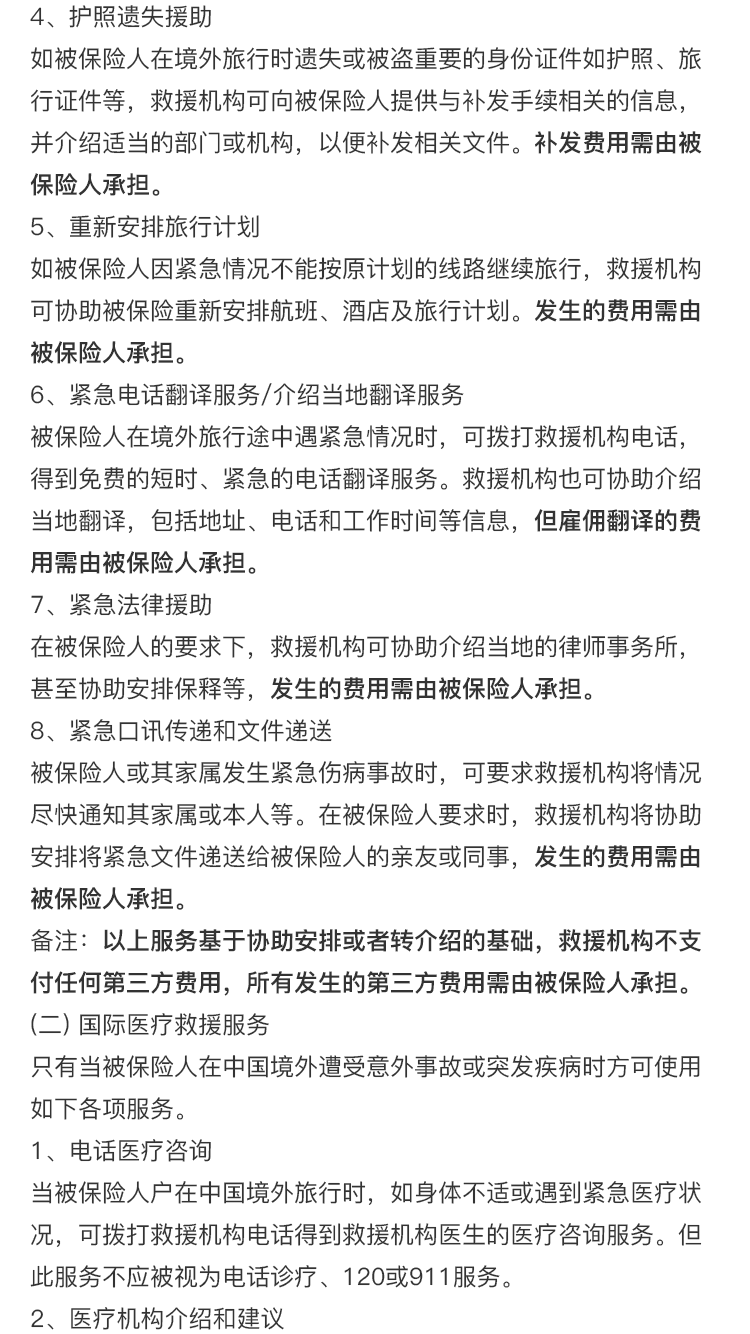 4、护照遗失援助
如被保险人在境外旅行时遗失或被盗重要的身份证件如护照、旅
行证件等，救援机构可向被保险人提供与补发手续相关的信息，
并介绍适当的部门或机构，以便补发相关文件。补发费用需由被
保险人承担。
5、重新安排旅行计划
如被保险人因紧急情况不能按原计划的线路继续旅行，救援机构
可协助被保险重新安排航班、酒店及旅行计划。发生的费用需由
被保险人承担。
6、紧急电话翻译服务/介绍当地翻译服务
被保险人在境外旅行途中遇紧急情况时，可拨打救援机构电话，
得到免费的短时、紧急的电话翻译服务。救援机构也可协助介绍
当地翻译，包括地址、电话和工作时间等信息，但雇佣翻译的费
用需由被保险人承担。
7、紧急法律援助
在被保险人的要求下，救援机构可协助介绍当地的律师事务所，
甚至协助安排保释等，发生的费用需由被保险人承担。
8、紧急口讯传递和文件递送
被保险人或其家属发生紧急伤病事故时，可要求救援机构将情况
尽快通知其家属或本人等。在被保险人要求时，救援机构将协助
安排将紧急文件递送给被保险人的亲友或同事，发生的费用需由
被保险人承担。
备注：以上服务基于协助安排或者转介绍的基础，救援机构不支
付任何第三方费用，所有发生的第三方费用需由被保险人承担。
(二) 国际医疗救援服务
只有当被保险人在中国境外遭受意外事故或突发疾病时方可使用
如下各项服务。
1、电话医疗咨询
当被保险人户在中国境外旅行时，如身体不适或遇到紧急医疗状
况，可拨打救援机构电话得到救援机构医生的医疗咨询服务。但
此服务不应被视为电话诊疗、120或911服务。
2、医疗机构介绍和建议